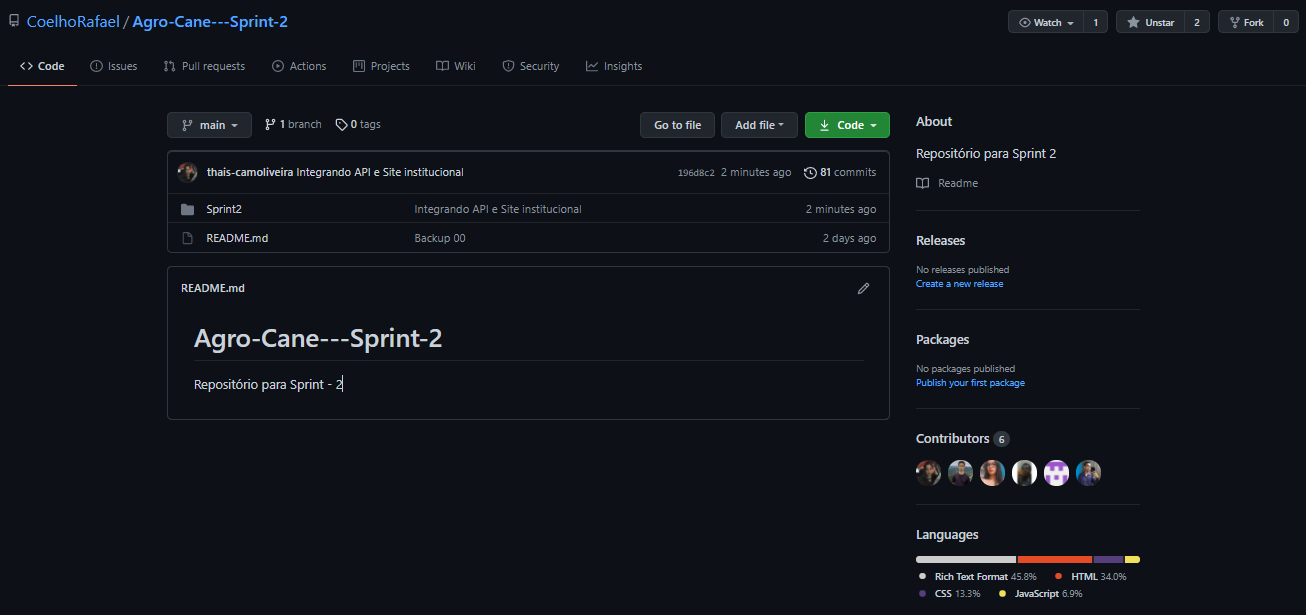 CoelhoRafael / Agro-Cane---Sprint-2
Watch 1 Unstar 2 Fork 0
Code Issues Pull requests Actions Projects Wiki Security Insights
main 1 branch 0 tags Go to file Add file Code
thais-camoliveira Integrando API e Site institucional 196d8c2 2 minutes ago 81 commits
Sprint2 Integrando API e Site institucional 2 minutes ago
README.md Backup 00 2 days ago
README.md
Agro-Cane---Sprint-2
Repositório para Sprint - 2
About
Repositório para Sprint 2
Readme
Releases
No releases published
Create a new release
Packages
No packages published
Publish your first package
Contributors 6
Languages
Rich Text Format 45.8% HTML 34.0%
CSS 13.3% JavaScript 6.9%